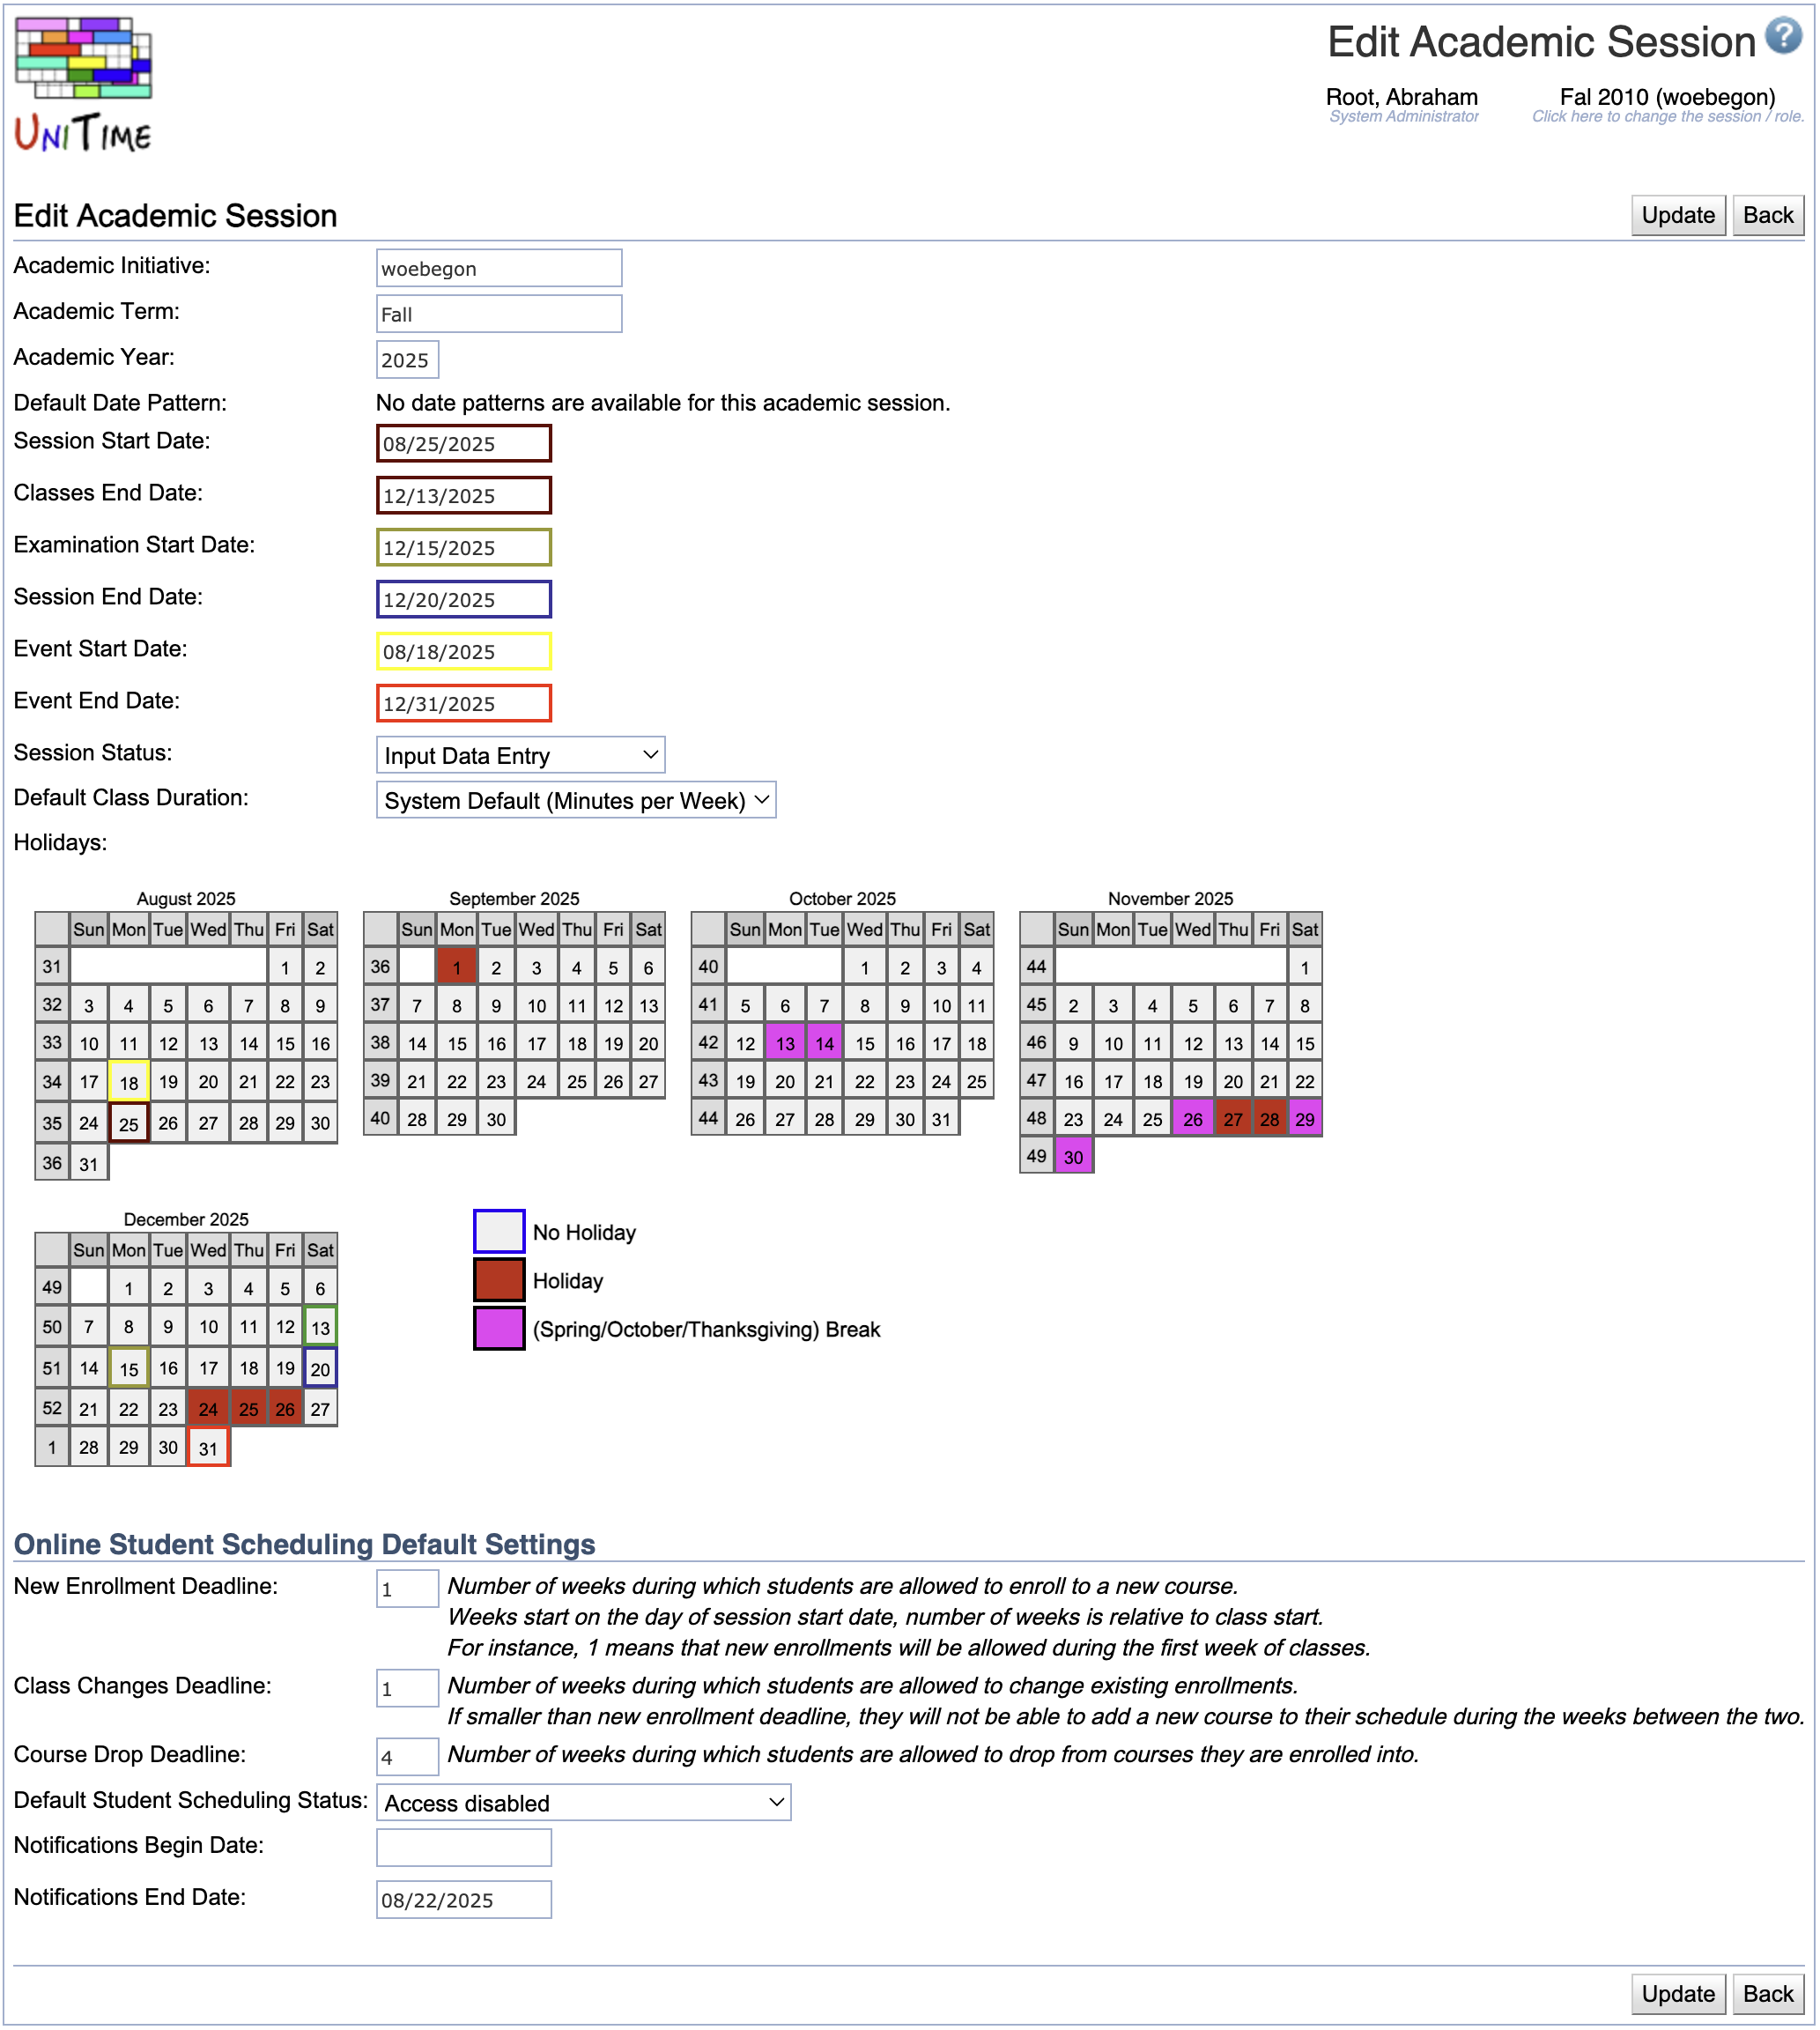 UniTime
Edit Academic Session ?
Root, Abraham Fal 2010 (woebegon)
System Administrator Click here to change the session / role.
Edit Academic Session Update Back
Academic Initiative: woebegon
Academic Term: Fall
Academic Year: 2025
Default Date Pattern: No date patterns are available for this academic session.
Session Start Date: 08/25/2025
Classes End Date: 12/13/2025
Examination Start Date: 12/15/2025
Session End Date: 12/20/2025
Event Start Date: 08/18/2025
Event End Date: 12/31/2025
Session Status: Input Data Entry
Default Class Duration: System Default (Minutes per Week)
Holidays:
August 2025
Sun Mon Tue Wed Thu Fri Sat
31 1 2
32 3 4 5 6 7 8 9
33 10 11 12 13 14 15 16
34 17 18 19 20 21 22 23
35 24 25 26 27 28 29 30
36 31
September 2025
Sun Mon Tue Wed Thu Fri Sat
36 1 2 3 4 5 6
37 7 8 9 10 11 12 13
38 14 15 16 17 18 19 20
39 21 22 23 24 25 26 27
40 28 29 30
October 2025
Sun Mon Tue Wed Thu Fri Sat
40 1 2 3 4
41 5 6 7 8 9 10 11
42 12 13 14 15 16 17 18
43 19 20 21 22 23 24 25
44 26 27 28 29 30 31
November 2025
Sun Mon Tue Wed Thu Fri Sat
44 1
45 2 3 4 5 6 7 8
46 9 10 11 12 13 14 15
47 16 17 18 19 20 21 22
48 23 24 25 26 27 28 29
49 30
December 2025
Sun Mon Tue Wed Thu Fri Sat
49 1 2 3 4 5 6
50 7 8 9 10 11 12 13
51 14 15 16 17 18 19 20
52 21 22 23 24 25 26 27
1 28 29 30 31
No Holiday
Holiday
(Spring/October/Thanksgiving) Break
Online Student Scheduling Default Settings
New Enrollment Deadline: 1 Number of weeks during which students are allowed to enroll to a new course.
Weeks start on the day of session start date, number of weeks is relative to class start.
For instance, 1 means that new enrollments will be allowed during the first week of classes.
Class Changes Deadline: 1 Number of weeks during which students are allowed to change existing enrollments.
If smaller than new enrollment deadline, they will not be able to add a new course to their schedule during the weeks between the two.
Course Drop Deadline: 4 Number of weeks during which students are allowed to drop from courses they are enrolled into.
Default Student Scheduling Status: Access disabled
Notifications Begin Date:
Notifications End Date: 08/22/2025
Update Back